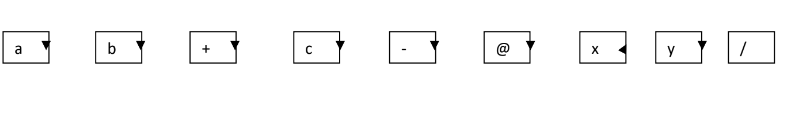 a b + c - @ x y /